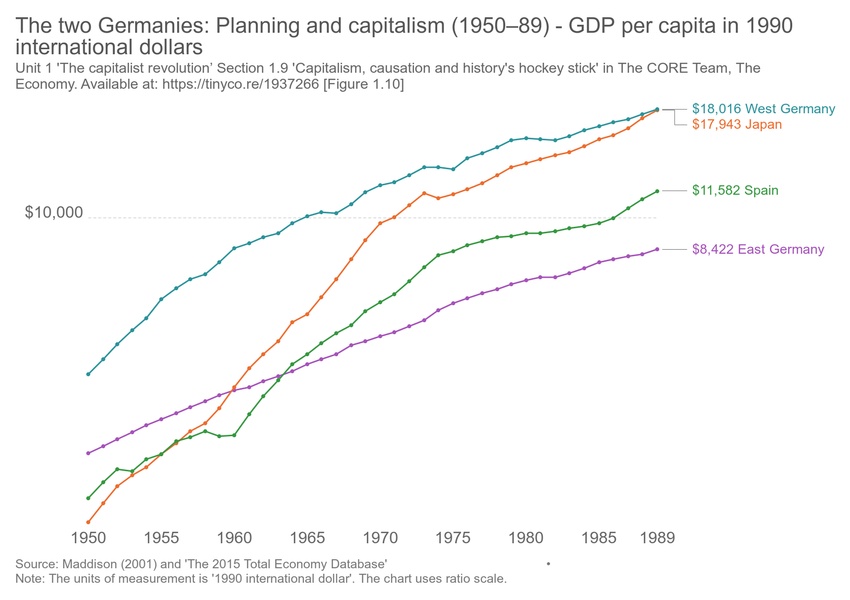 The two Germanies: Planning and capitalism (1950–89) - GDP per capita in 1990
international dollars
Unit 1 'The capitalist revolution’ Section 1.9 'Capitalism, causation and history's hockey stick' in The CORE Team, The
Economy. Available at: https://tinyco.re/1937266 [Figure 1.10]
$18,016 West Germany
$17,943 Japan
$11,582 Spain
$10,000
$8,422 East Germany
1950 1955 1960 1965 1970 1975 1980 1985 1989
Source: Maddison (2001) and 'The 2015 Total Economy Database'
Note: The units of measurement is '1990 international dollar'. The chart uses ratio scale.